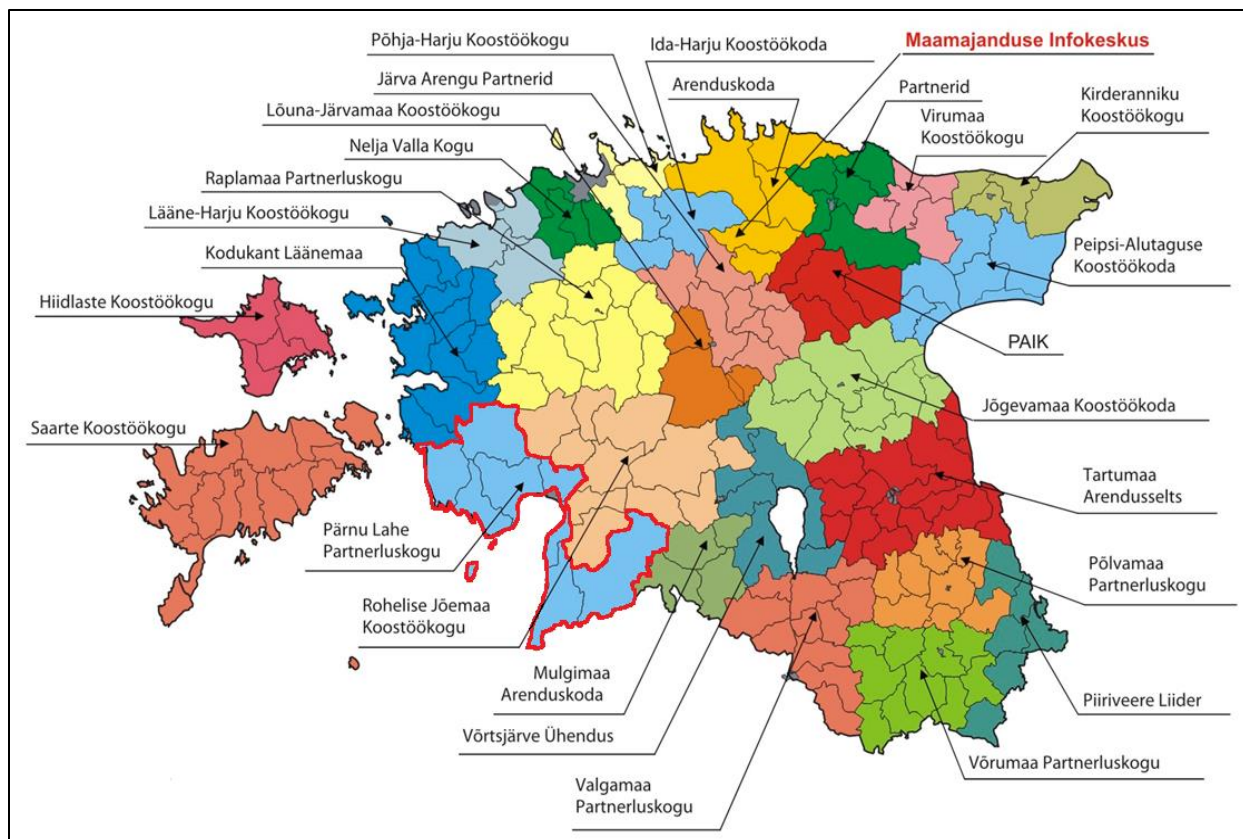 Põhja-Harju Koostöökogu
Ida-Harju Koostöökoda
Maamajanduse Infokeskus
Järva Arengu Partnerid
Arenduskoda
Partnerid
Kirderanniku
Koostöökogu
Lõuna-Järvamaa Koostöökogu
Virumaa
Koostöökogu
Nelja Valla Kogu
Raplamaa Partnerluskogu
Lääne-Harju Koostöökogu
Kodukant Läänemaa
Peipsi-Alutaguse
Koostöökoda
Hiidlaste Koostöökogu
PAIK
Jõgevamaa Koostöökoda
Saarte Koostöökogu
Tartumaa
Arendusselts
Pärnu Lahe
Partnerluskogu
Põlvamaa
Partnerluskogu
Rohelise Jõemaa
Koostöökogu
Mulgimaa
Arenduskoda
Piiriveere Liider
Võrtsjärve Ühendus
Võrumaa Partnerluskogu
Valgamaa
Partnerluskogu